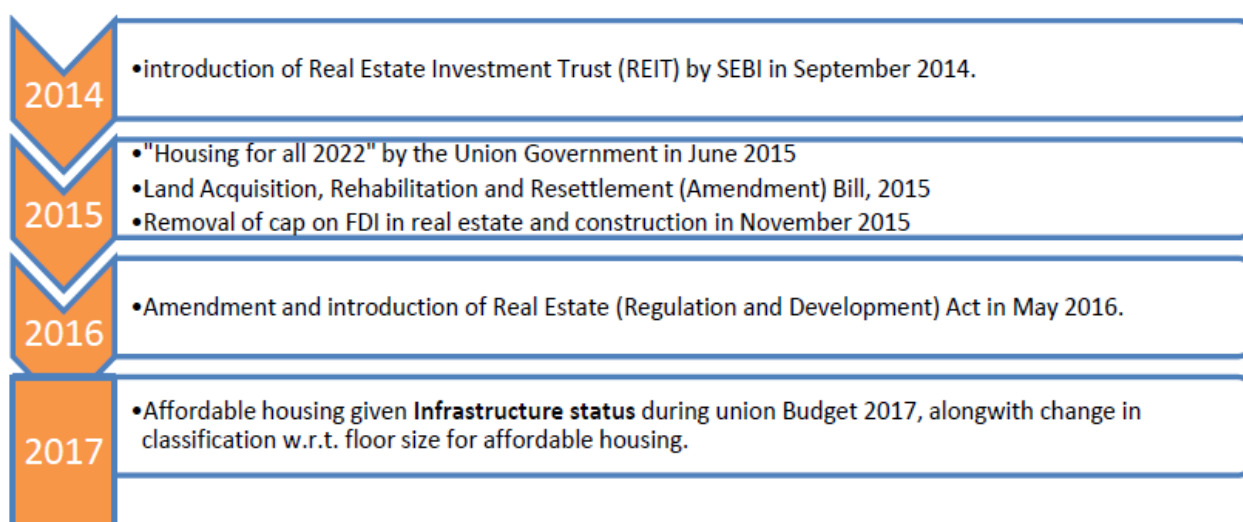 2014
•introduction of Real Estate Investment Trust (REIT) by SEBI in September 2014.
2015
•"Housing for all 2022" by the Union Government in June 2015
•Land Acquisition, Rehabilitation and Resettlement (Amendment) Bill, 2015
•Removal of cap on FDI in real estate and construction in November 2015
2016
•Amendment and introduction of Real Estate (Regulation and Development) Act in May 2016.
2017
•Affordable housing given Infrastructure status during union Budget 2017, alongwith change in
classification w.r.t. floor size for affordable housing.